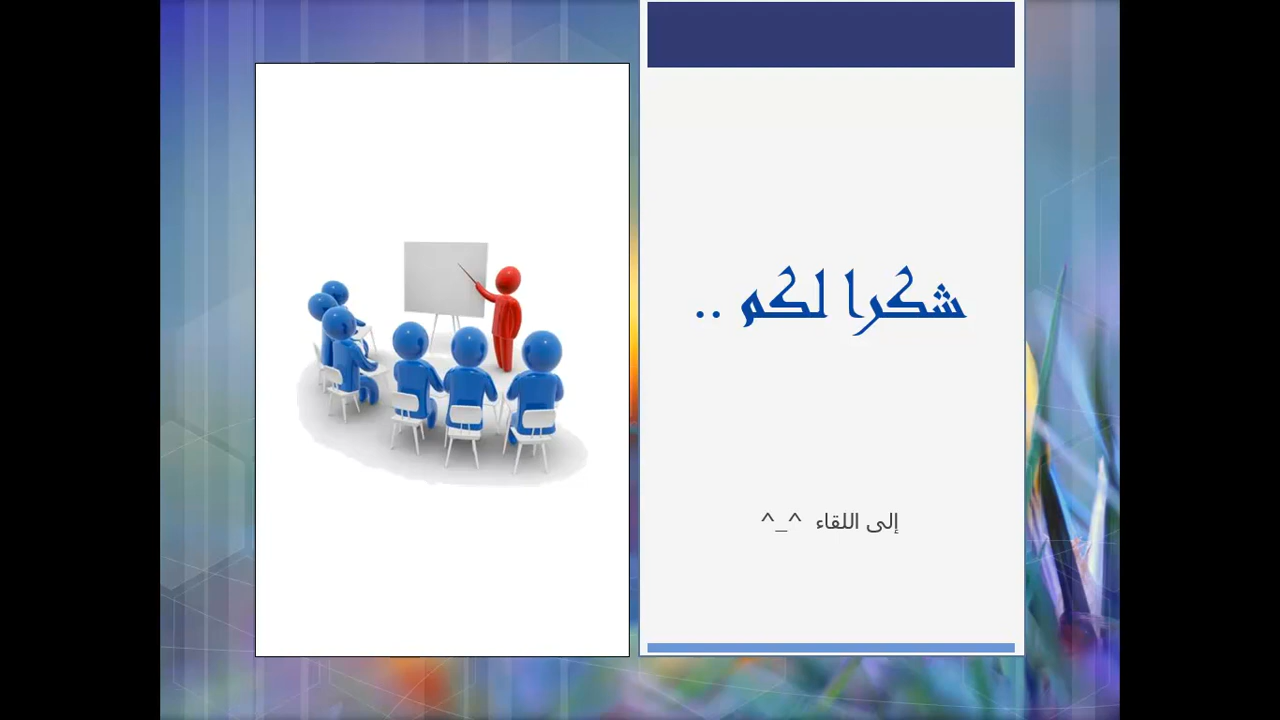 شكرا لكم ..
إلى اللقاء ^_^